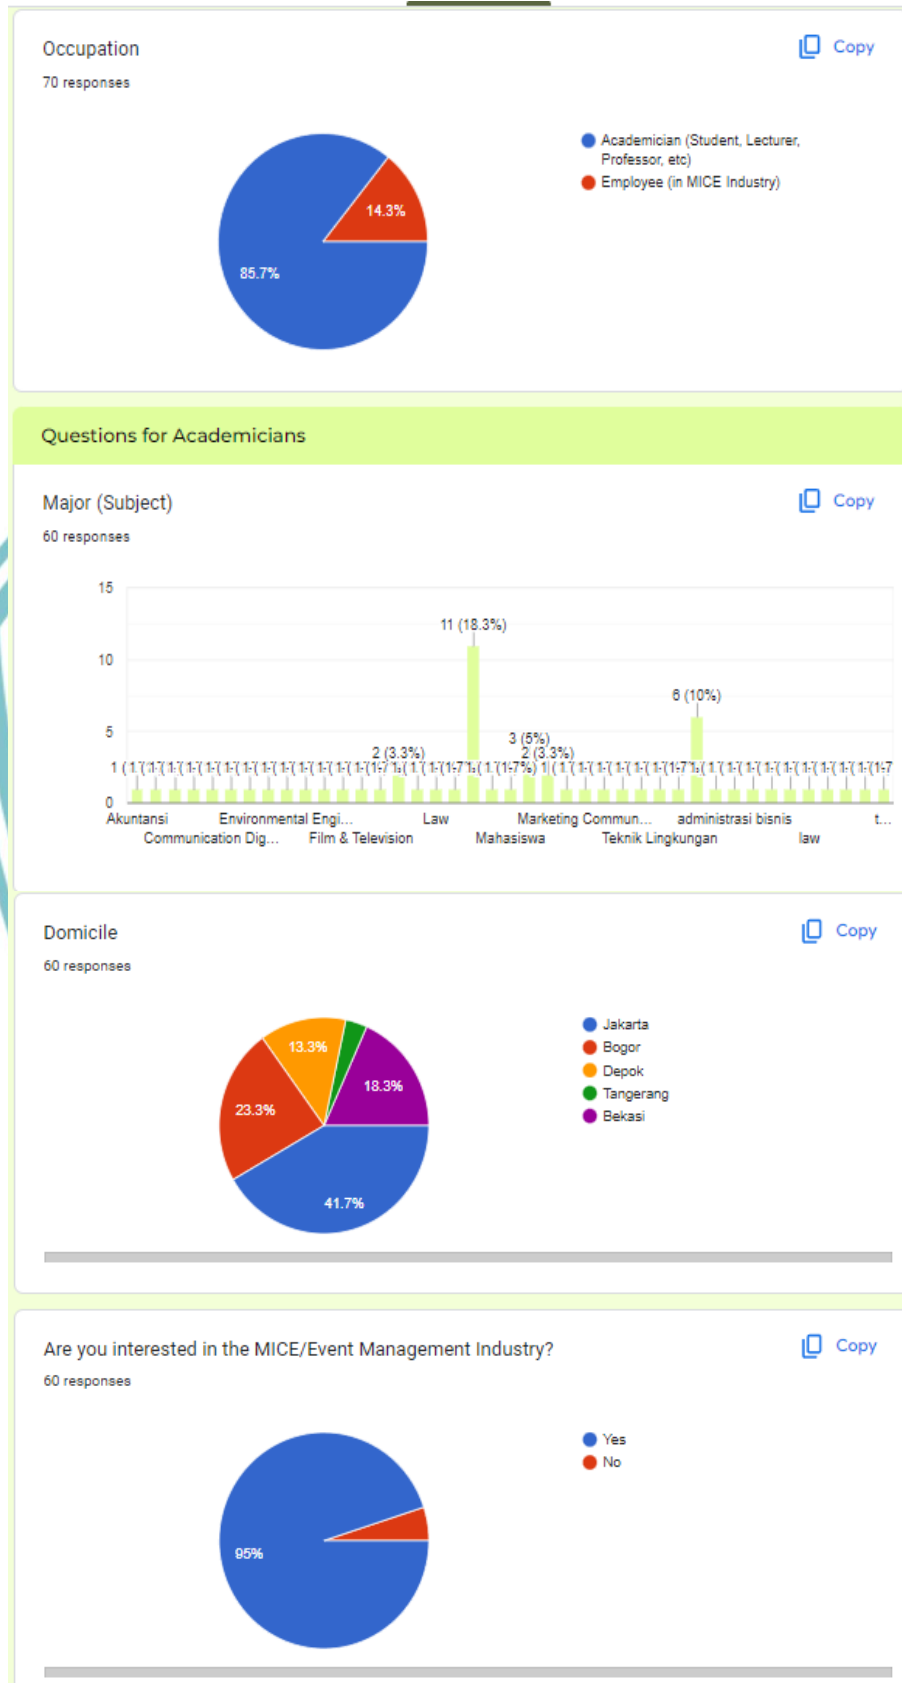 Occupation
Copy
70 responses
Academician (Student, Lecturer,
Professor, etc)
Employee (in MICE Industry)
14.3%
85.7%
Questions for Academicians
Major (Subject)
Copy
60 responses
15
11 (18.3%)
10
6 (10%)
5
3 (5%)
2 (3.3%)
2 (3.3%)
0
Akuntansi
Environmental Engi...
Law
Marketing Commun...
administrasi bisnis
t...
Communication Dig...
Film & Television
Mahasiswa
Teknik Lingkungan
law
Domicile
Copy
60 responses
Jakarta
Bogor
Depok
Tangerang
Bekasi
13.3%
18.3%
23.3%
41.7%
Are you interested in the MICE/Event Management Industry?
Copy
60 responses
Yes
No
95%